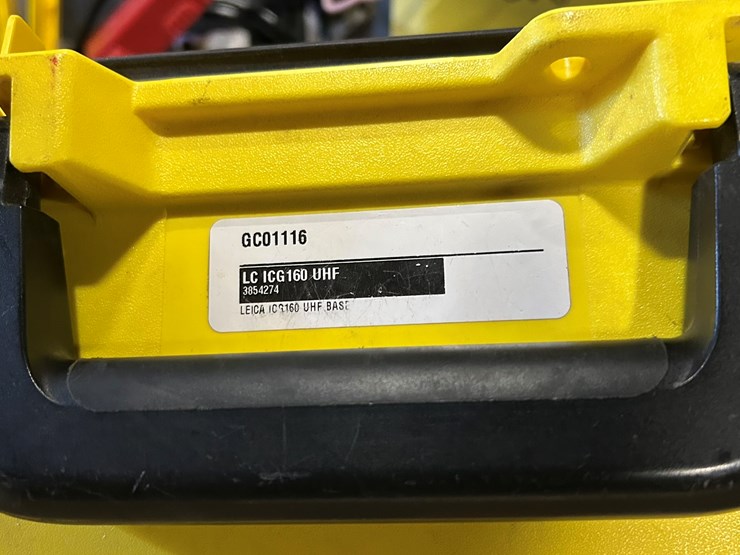 GC01116
LC ICG160 UHF
3854274
LEICA ICG160 UHF BASE